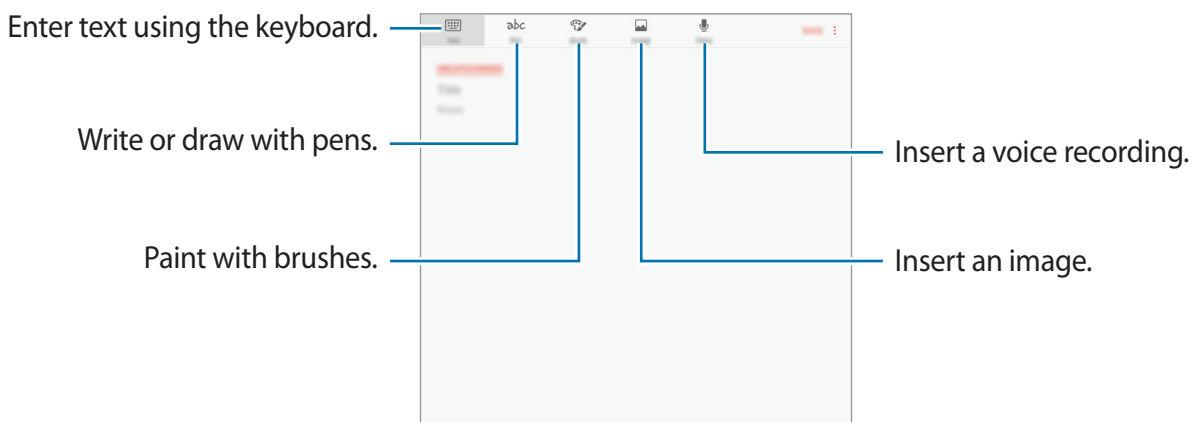 Enter text using the keyboard.
abc
Title
Write or draw with pens.
Insert a voice recording.
Paint with brushes.
Insert an image.